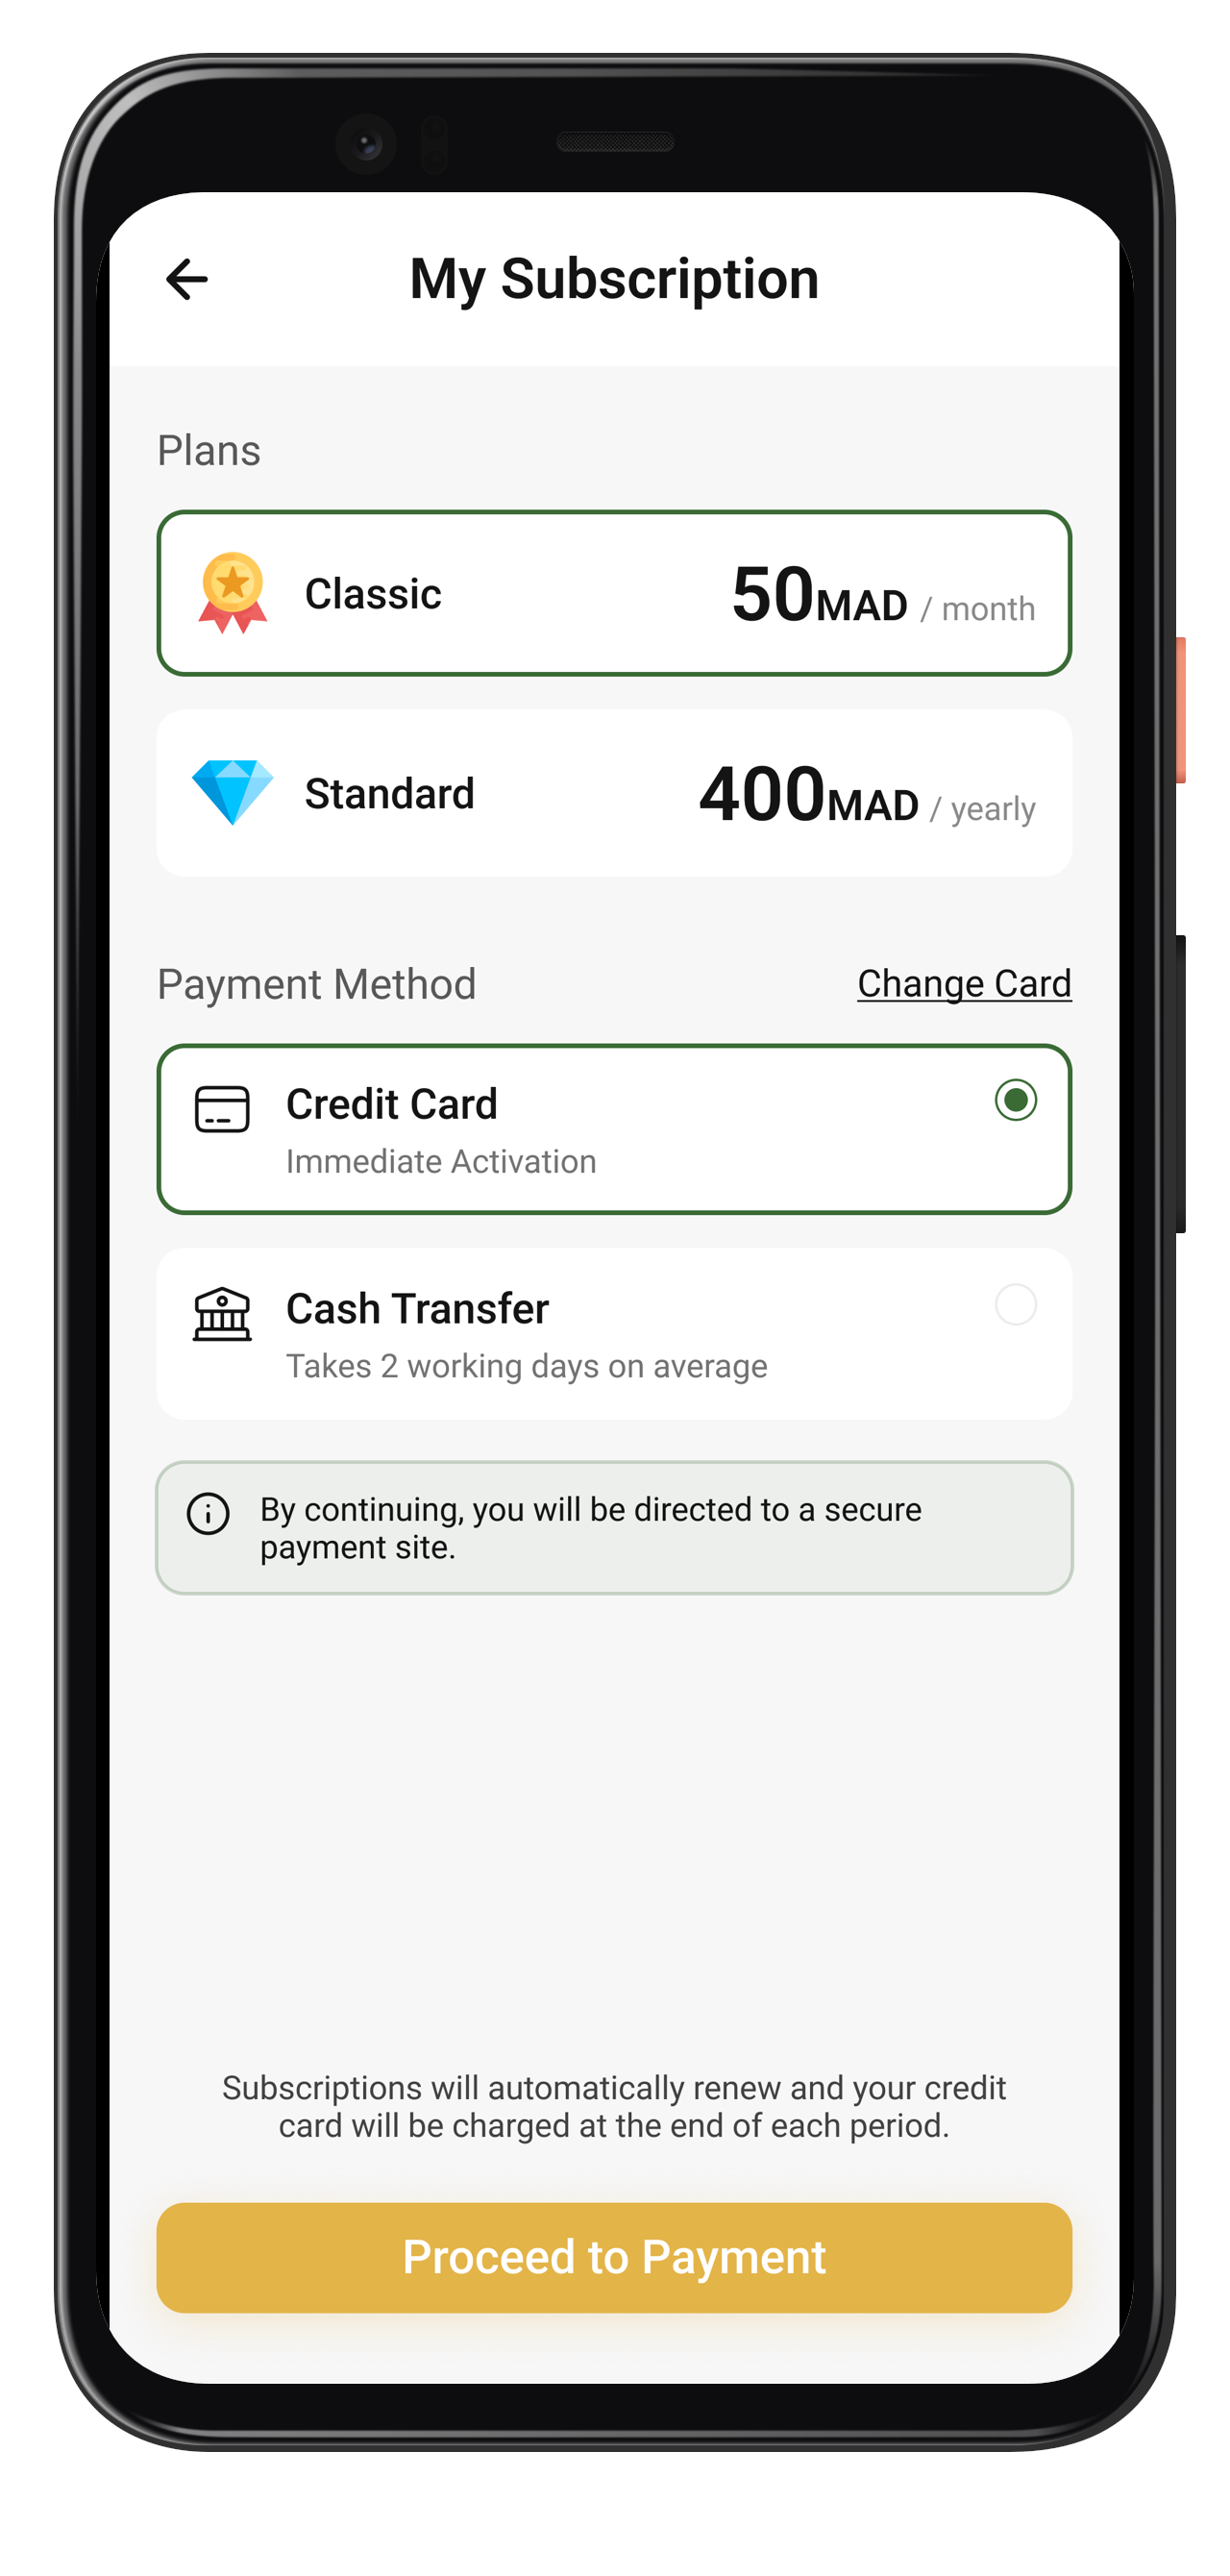 My Subscription
Plans
Classic
50MAD / month
Standard
400MAD / yearly
Payment Method
Change Card
Credit Card
Immediate Activation
Cash Transfer
Takes 2 working days on average
By continuing, you will be directed to a secure
payment site.
Subscriptions will automatically renew and your credit
card will be charged at the end of each period.
Proceed to Payment